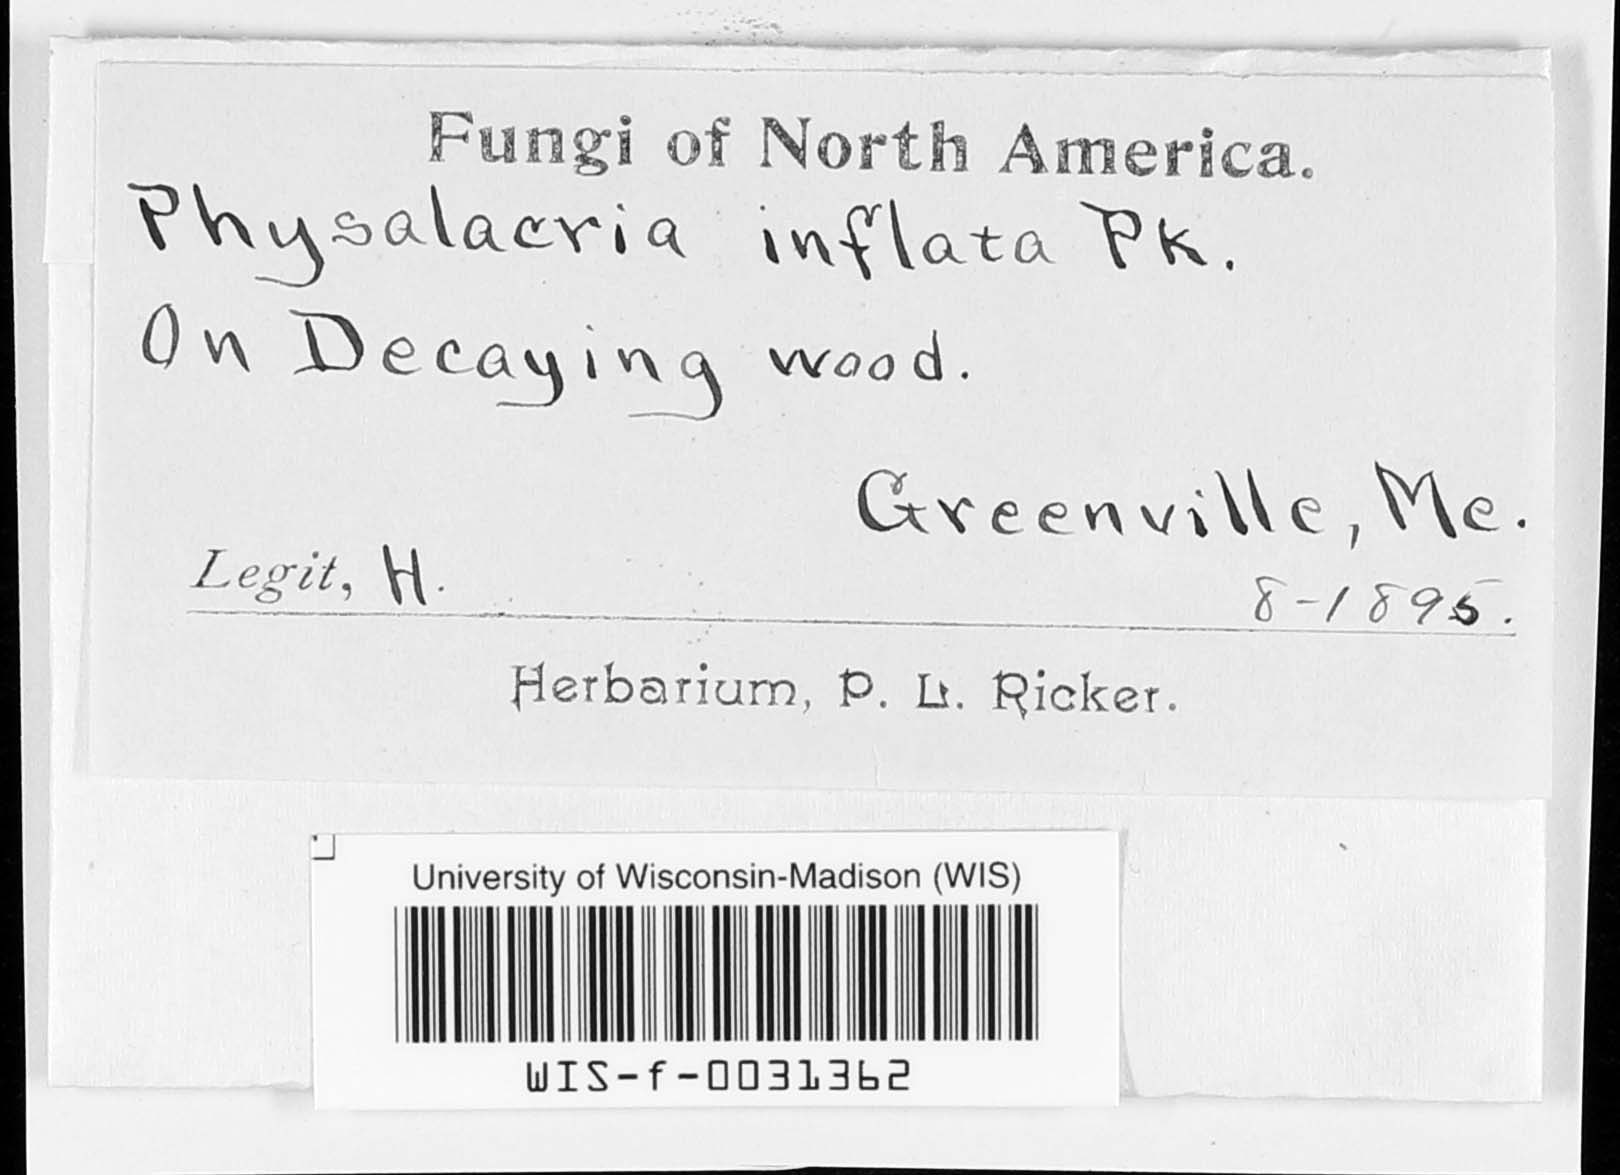 Fungi of North America.
Physalacria inflata Pk.
On Decaying wood.
Greenville, Me.
Legit, H.
8-1895.
Herbarium, P. L. Ricker.
University of Wisconsin-Madison (WIS)
WIS-f-0031362